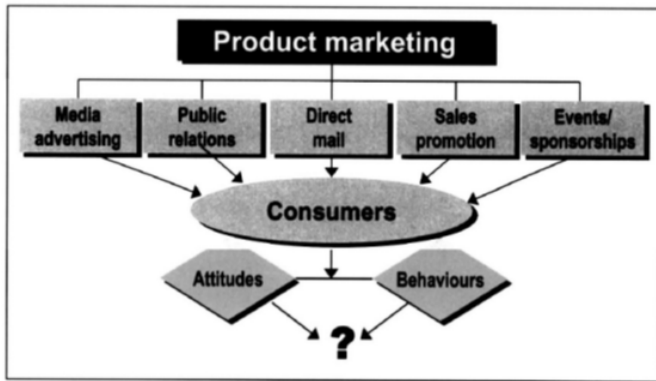 Product marketing
Media
advertising
Public
relations
Direct
mail
Sales
promotion
Events/
sponsorships
Consumers
Attitudes
Behaviours
?